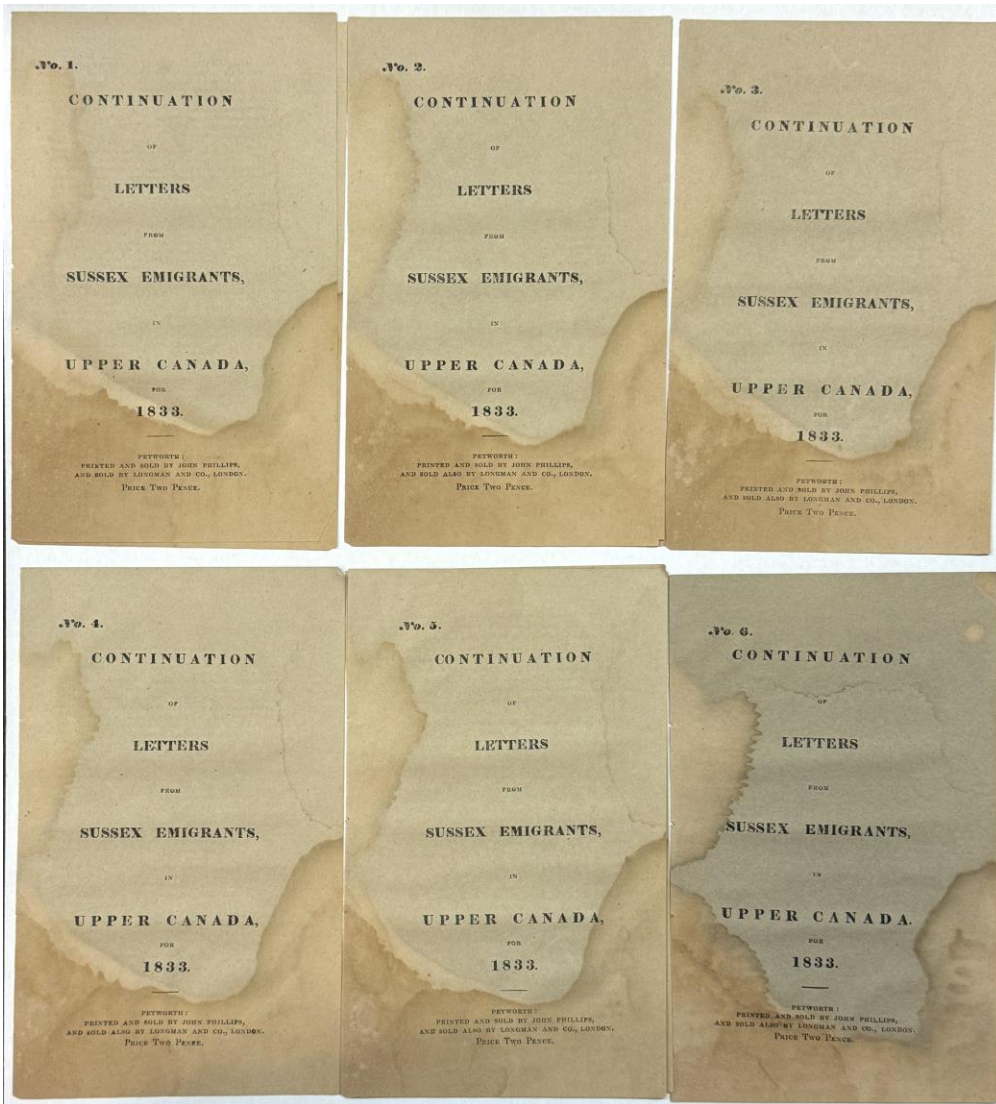 No. 1.
CONTINUATION
OF
LETTERS
FROM
SUSSEX EMIGRANTS,
IN
UPPER CANADA,
FOR
1833.
PETWORTH:
PRINTED AND SOLD BY JOHN PHILLIPS,
AND SOLD BY LONGMAN AND CO., LONDON.
PRICE TWO PENCE.
No. 2.
CONTINUATION
OF
LETTERS
FROM
SUSSEX EMIGRANTS,
IN
UPPER CANADA,
FOR
1833.
PETWORTH:
PRINTED AND SOLD BY JOHN PHILLIPS,
AND SOLD ALSO BY LONGMAN AND CO., LONDON.
PRICE TWO PENCE.
No. 3.
CONTINUATION
OF
LETTERS
FROM
SUSSEX EMIGRANTS,
IN
UPPER CANADA,
FOR
1833.
PETWORTH:
PRINTED AND SOLD BY JOHN PHILLIPS,
AND SOLD ALSO BY LONGMAN AND CO., LONDON.
PRICE TWO PENCE.
No. 4.
CONTINUATION
OF
LETTERS
FROM
SUSSEX EMIGRANTS,
IN
UPPER CANADA,
FOR
1833.
PETWORTH:
PRINTED AND SOLD BY JOHN PHILLIPS,
AND SOLD ALSO BY LONGMAN AND CO., LONDON.
PRICE TWO PENCE.
No. 5.
CONTINUATION
OF
LETTERS
FROM
SUSSEX EMIGRANTS,
IN
UPPER CANADA,
FOR
1833.
PETWORTH:
PRINTED AND SOLD BY JOHN PHILLIPS,
AND SOLD ALSO BY LONGMAN AND CO., LONDON.
PRICE TWO PENCE.
No. 6.
CONTINUATION
OF
LETTERS
FROM
SUSSEX EMIGRANTS,
IN
UPPER CANADA.
FOR
1833.
PETWORTH:
PRINTED AND SOLD BY JOHN PHILLIPS,
AND SOLD ALSO BY LONGMAN AND CO., LONDON.
PRICE TWO PENCE.